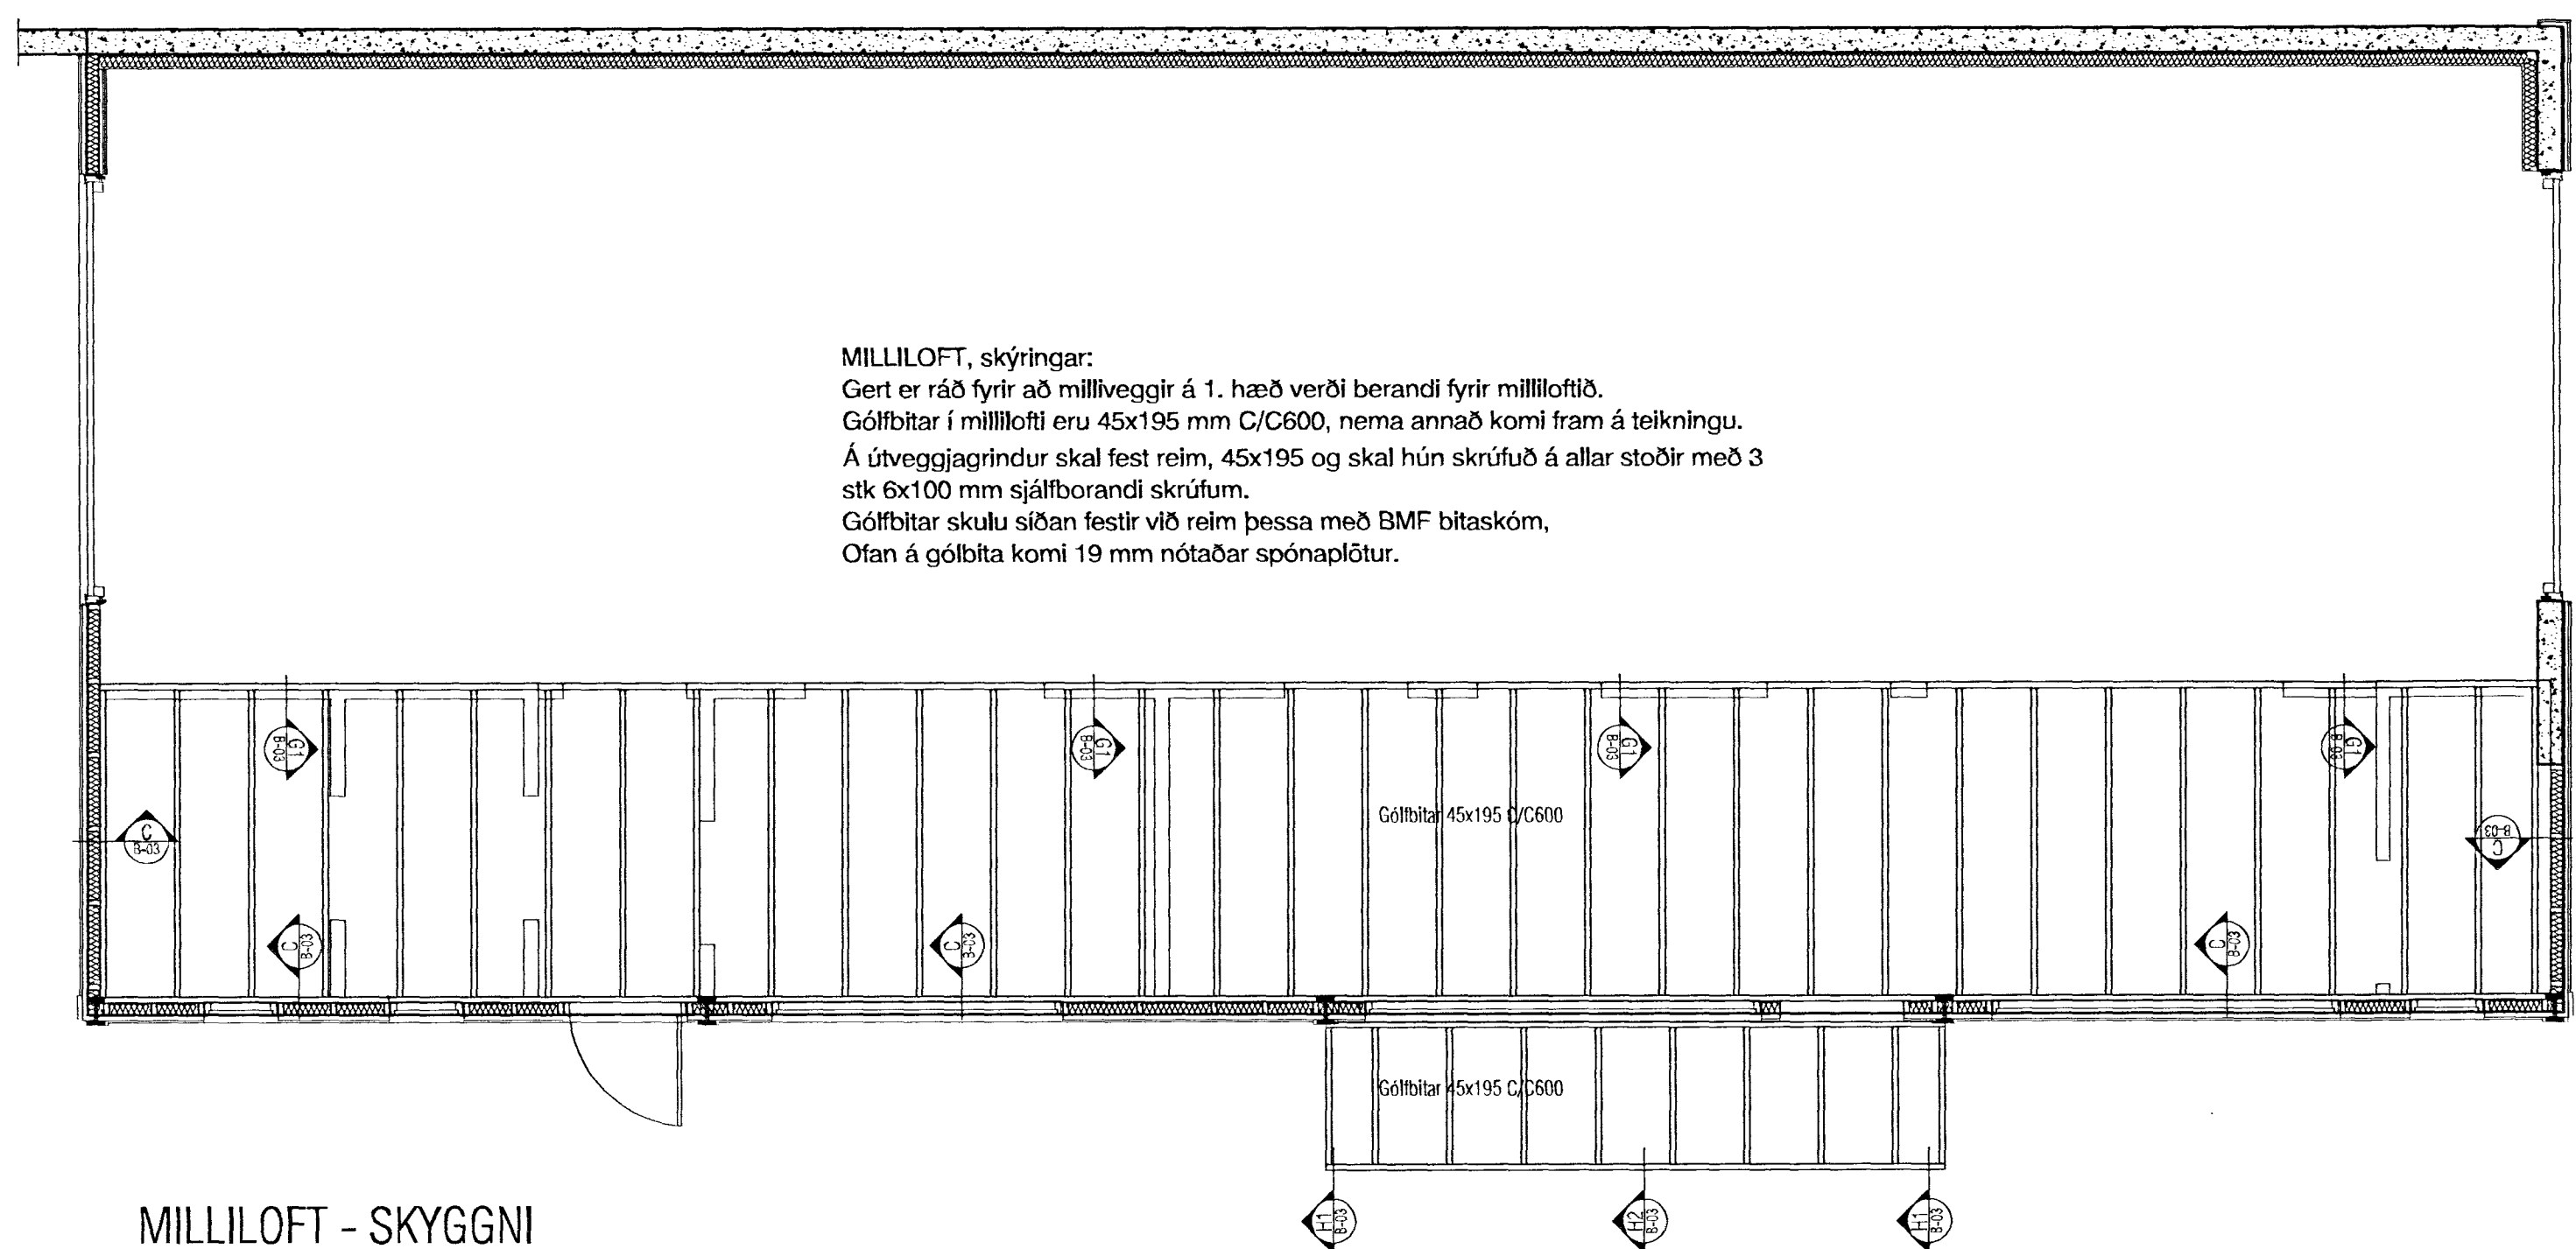 MILLILOFT, skýringar:
Gert er ráð fyrir að milliveggir á 1. hæð verði berandi fyrir milliloftið.
Gólfbitar í millilofti eru 45x195 mm C/C600, nema annað komi fram á teikningu.
Á útveggjagrindur skal fest reim, 45x195 og skal hún skrúfuð á allar stoðir með 3
stk 6x100 mm sjálfborandi skrúfum.
Gólfbitar skulu síðan festir við reim þessa með BMF bitaskóm,
Ofan á gólbita komi 19 mm nótaðar spónaplötur.
G1
B-03
G1
B-03
G1
B-03
G1
B-03
Gólfbitar 45x195 C/C600
C
B-03
C
B-03
C
B-03
C
B-03
C
B-03
Gólfbitar 45x195 C/C600
H1
B-03
H2
B-03
H1
B-03
MILLILOFT - SKYGGNI